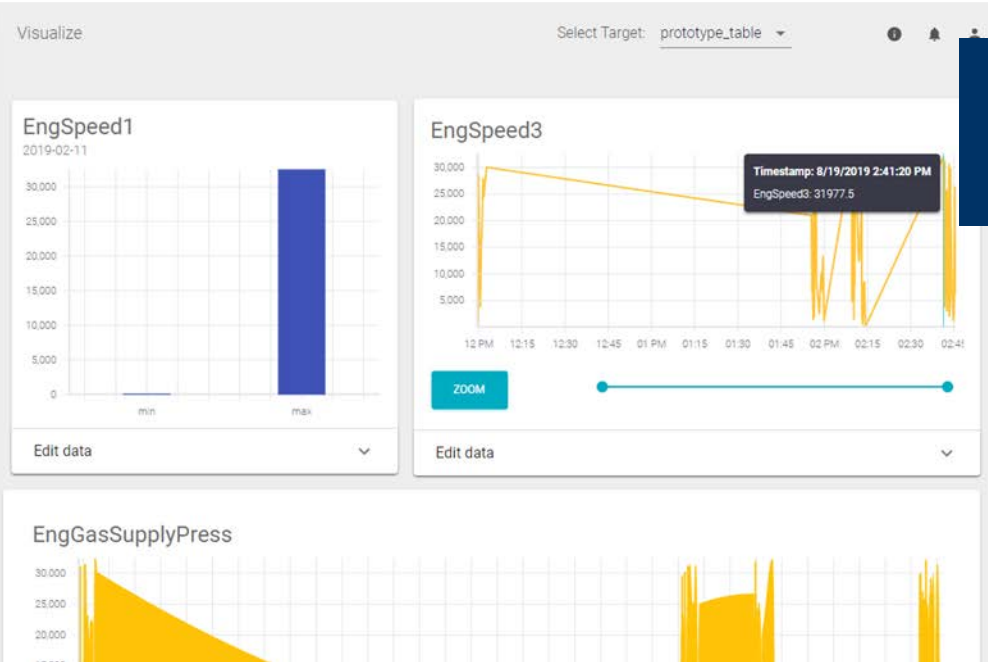 Visualize
Select Target: prototype_table
EngSpeed1
2019-02-11
30,000
25,000
20,000
15,000
10,000
5,000
0
min
max
Edit data
EngSpeed3
30,000
25,000
20,000
15,000
10,000
5,000
Timestamp: 8/19/2019 2:41:20 PM
EngSpeed3: 31977.5
12 PM 12:15 12:30 12:45 01 PM 01:15 01:30 01:45 02 PM 02:15 02:30
ZOOM
Edit data
EngGasSupplyPress
30,000
25,000
20,000